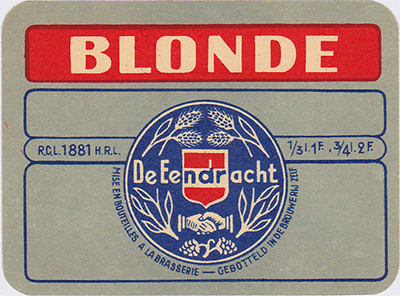 BLONDE
R.C.L. 1881 H.R.L.
De Eendracht
1/3 l. 1 F. 3/4 l. 2 F.
MISE EN BOUTEILLES A LA BRASSERIE — GEBOTTELD IN DE BROUWERIJ ZELF